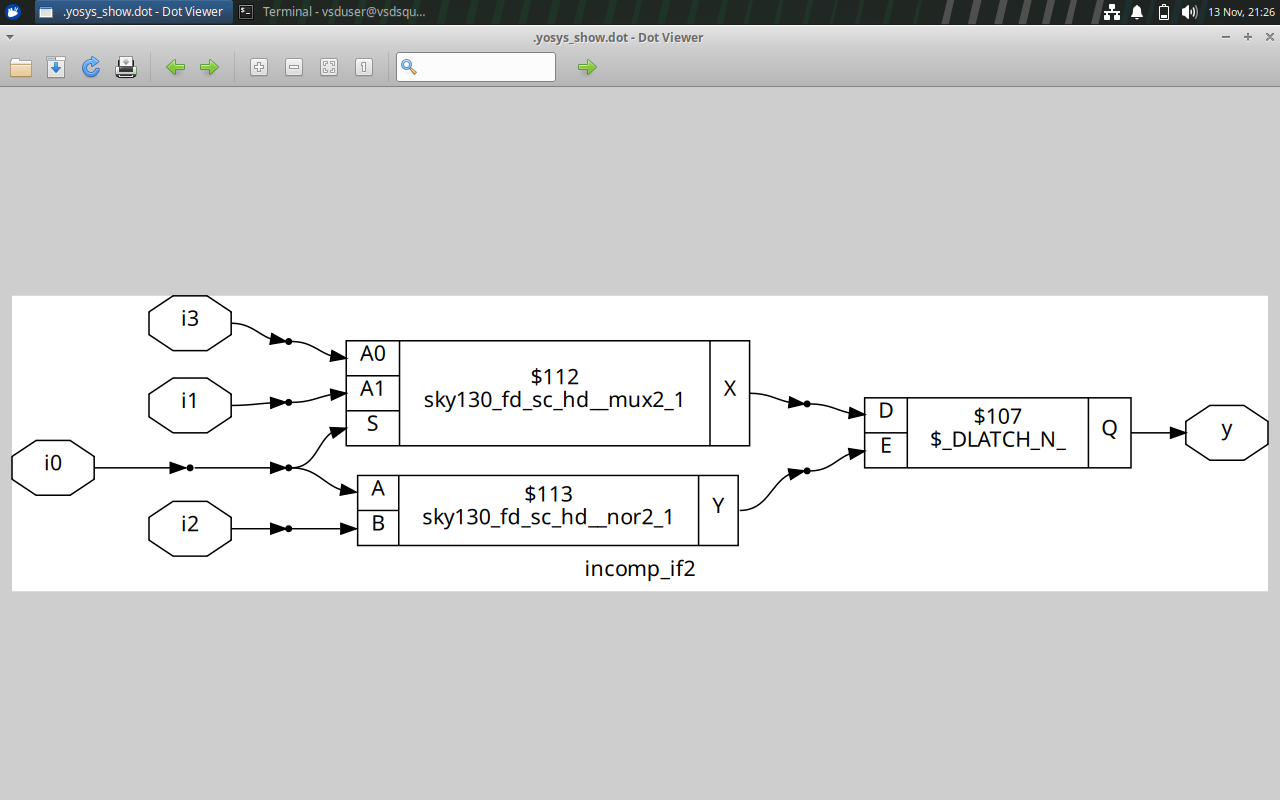 .yosys_show.dot - Dot Viewer
Terminal - vsduser@vsdsqu...
13 Nov, 21:26
.yosys_show.dot - Dot Viewer
1
i3
i1
i0
i2
A0
A1
S
$112
sky130_fd_sc_hd__mux2_1
X
A
B
$113
sky130_fd_sc_hd__nor2_1
Y
D
E
$107
$_DLATCH_N_
Q
y
incomp_if2